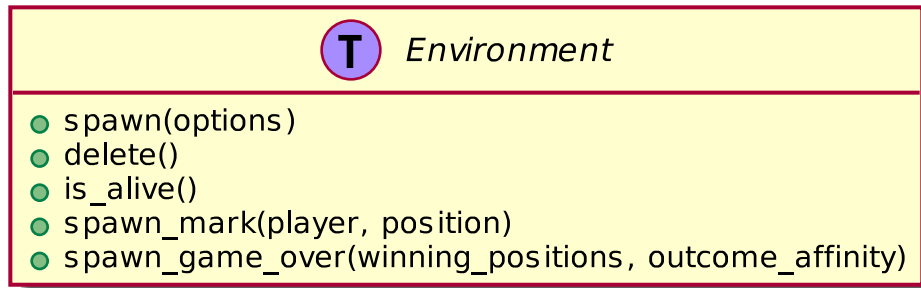 T Environment
spawn(options)
delete()
is_alive()
spawn_mark(player, position)
spawn_game_over(winning_positions, outcome_affinity)